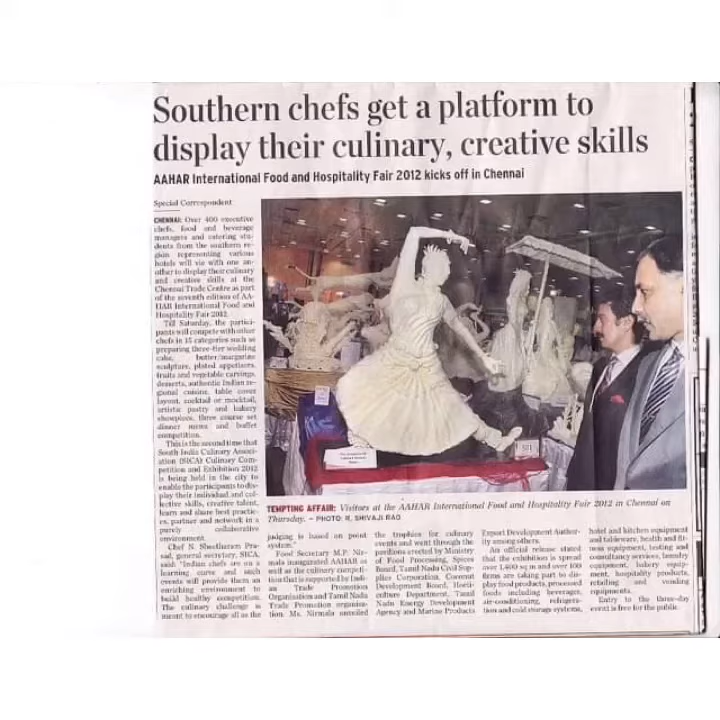 Southern chefs get a platform to
display their culinary, creative skills
AAHAR International Food and Hospitality Fair 2012 kicks off in Chennai
Special Correspondent
CHENNAI: Over 400 executive
chefs, food and beverage
managers and catering stu-
dents from the southern re-
gion representing various
hotels will vie with one an-
other to display their culinary
and creative skills at the
Chennai Trade Centre as part
of the seventh edition of AA-
HAR International Food and
Hospitality Fair 2012.
Till Saturday, the partici-
pants will compete with other
chefs in 15 categories such as
preparing three-tier wedding
cake, butter/margarine
sculpture, plated appetizers,
fruits and vegetable carvings,
desserts, authentic Indian re-
gional cuisine, table cover
layout, cocktail or mocktail,
artistic pastry and bakery
showpiece, three course set
dinner menu and buffet
competition.
This is the second time that
South India Culinary Associ-
ation (SICA) Culinary Com-
petition and Exhibition 2012
is being held in the city to
enable the participants to dis-
play their individual and col-
lective skills, creative talent,
learn and share best practic-
es, partner and network in a
purely collaborative
environment.
Chef N. Sheetharam Pra-
sad, general secretary, SICA,
said: "Indian chefs are on a
learning curve and such
events will provide them an
enriching environment to
build healthy competition.
The culinary challenge is
meant to encourage all as the
TEMPTING AFFAIR: Visitors at the AAHAR International Food and Hospitality Fair 2012 in Chennai on
Thursday. – PHOTO: R. SHIVAJI RAO
judging is based on point
system."
Food Secretary M.P. Nir-
mala inaugurated AAHAR as
well as the culinary competi-
tion that is supported by Indi-
an Trade Promotion
Organisation and Tamil Nadu
Trade Promotion organisa-
tion. Ms. Nirmala unveiled
the trophies for culinary
events and went through the
pavilions erected by Ministry
of Food Processing, Spices
Board, Tamil Nadu Civil Sup-
plies Corporation, Coconut
Development Board, Horti-
culture Department, Tamil
Nadu Energy Development
Agency and Marine Products
Export Development Author-
ity among others.
An official release stated
that the exhibition is spread
over 1,400 sq m and over 100
firms are taking part to dis-
play food products, processed
foods including beverages,
air-conditioning, refrigera-
tion and cold storage systems,
hotel and kitchen equipment
and tableware, health and fit-
ness equipment, testing and
consultancy services, laundry
equipment, bakery equip-
ment, hospitality products,
retailing and vending
equipments.
Entry to the three-day
event is free for the public.